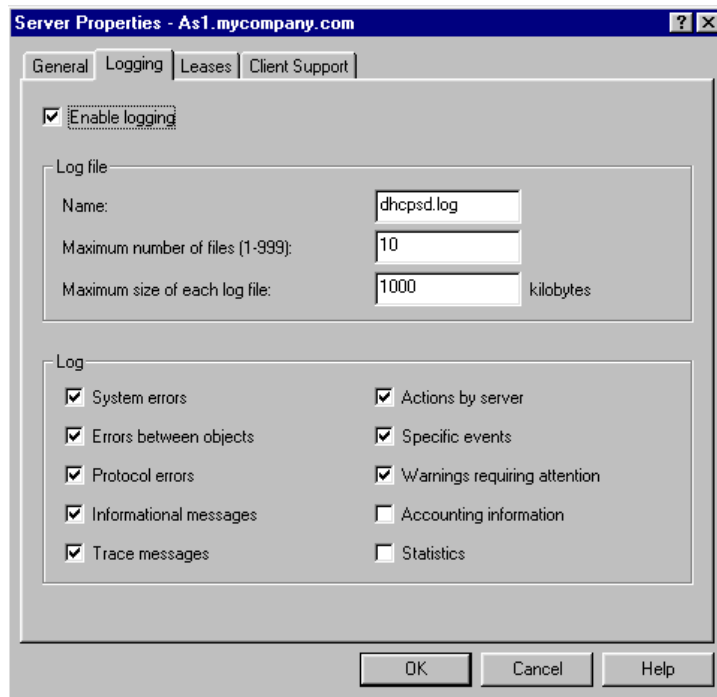 Server Properties - As1.mycompany.com
General Logging Leases Client Support
Enable logging
Log file
Name: dhcpsd.log
Maximum number of files (1-999): 10
Maximum size of each log file: 1000 kilobytes
Log
System errors Actions by server
Errors between objects Specific events
Protocol errors Warnings requiring attention
Informational messages Accounting information
Trace messages Statistics
OK Cancel Help